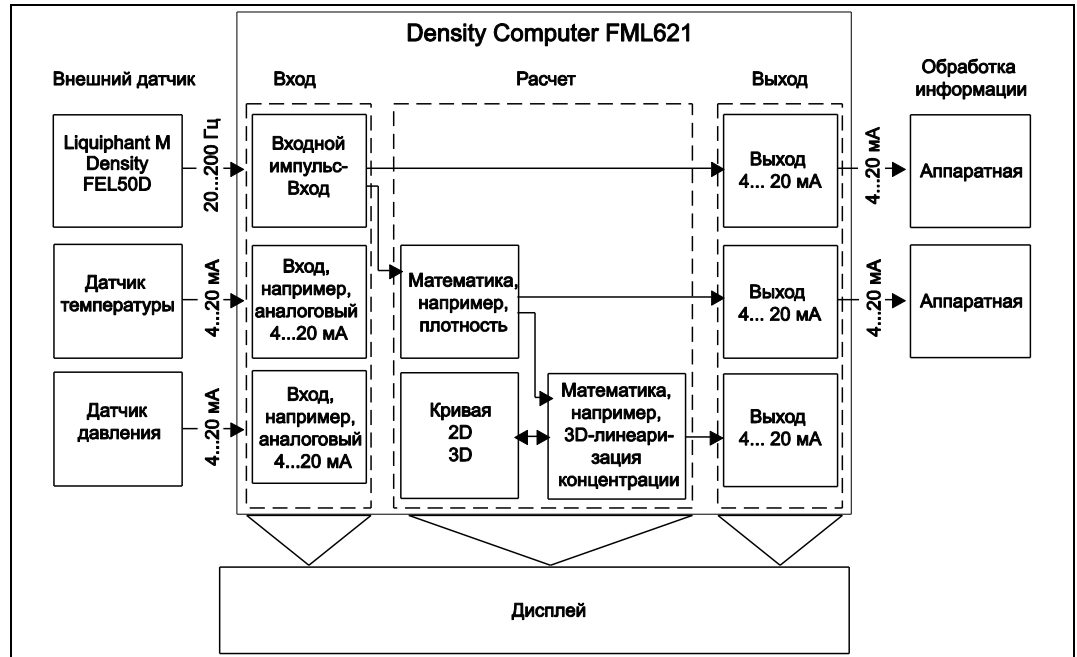 Density Computer FML621
Внешний датчик
Вход
Расчет
Выход
Обработка
информации
Liquiphant M
Density
FEL50D
20...200 Гц
Входной
импульс-
Вход
Выход
4... 20 мА
4...20 мА
Аппаратная
Датчик
температуры
4...20 мА
Вход,
например,
аналоговый
4...20 мА
Математика,
например,
плотность
Выход
4... 20 мА
4...20 мА
Аппаратная
Датчик
давления
4...20 мА
Вход,
например,
аналоговый
4...20 мА
Кривая
2D
3D
Математика,
например,
3D-линеари-
зация
концентрации
Выход
4... 20 мА
Дисплей